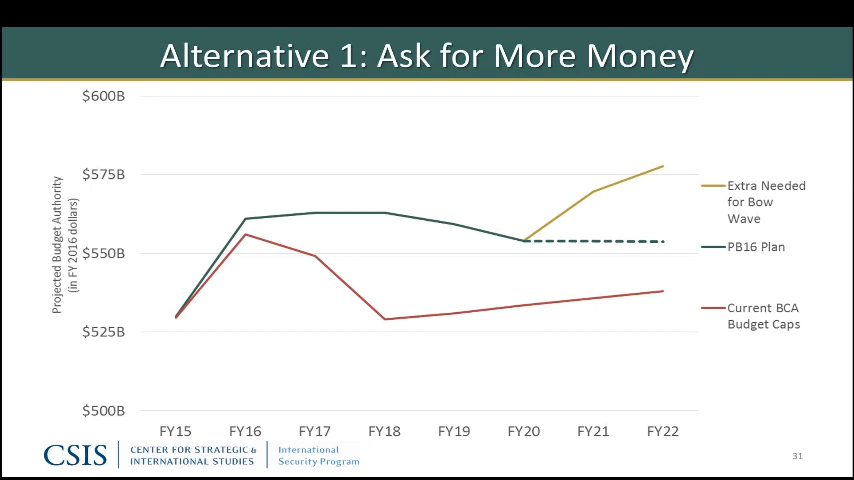 Alternative 1: Ask for More Money
$600B
$575B
$550B
$525B
$500B
Projected Budget Authority
(in FY 2016 dollars)
FY15 FY16 FY17 FY18 FY19 FY20 FY21 FY22
Extra Needed
for Bow
Wave
PB16 Plan
Current BCA
Budget Caps
CSIS
CENTER FOR STRATEGIC &
INTERNATIONAL STUDIES
International
Security Program
31